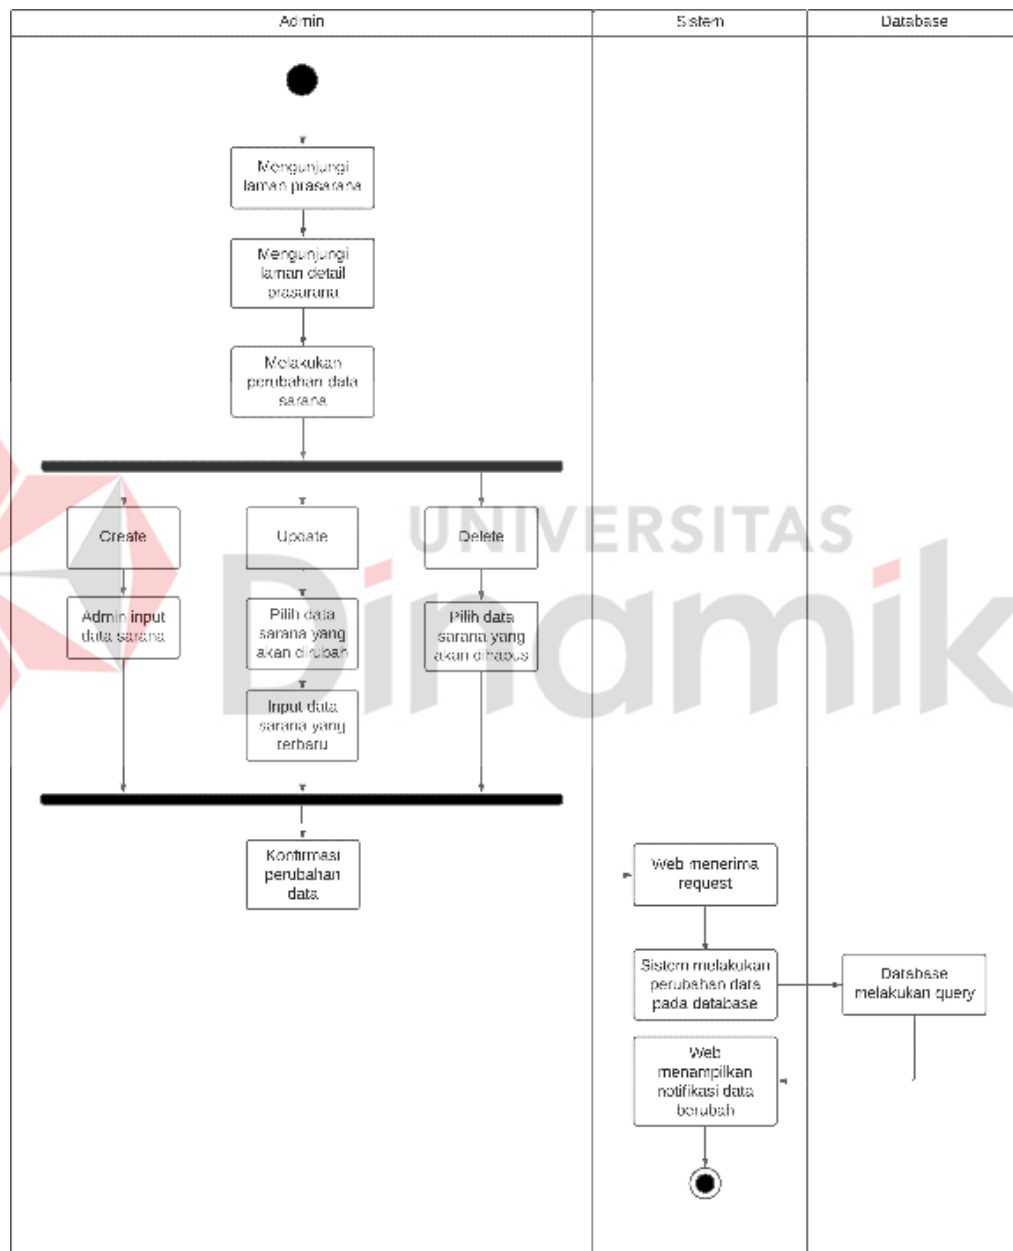 Admin
Sistem
Database
Mengunjungi
laman prasarana
Mengunjungi
laman detail
prasarana
Melakukan
perubahan data
sarana
Create
Update
Delete
UNIVERSITAS
Dinamika
Admin input
data sarana
Pilih data
sarana yang
akan dirubah
Pilih data
sarana yang
akan dihapus
Input data
sarana yang
terbaru
Konfirmasi
perubahan
data
Web menerima
request
Sistem melakukan
perubahan data
pada database
Database
melakukan query
Web
menampilkan
notifikasi data
berubah